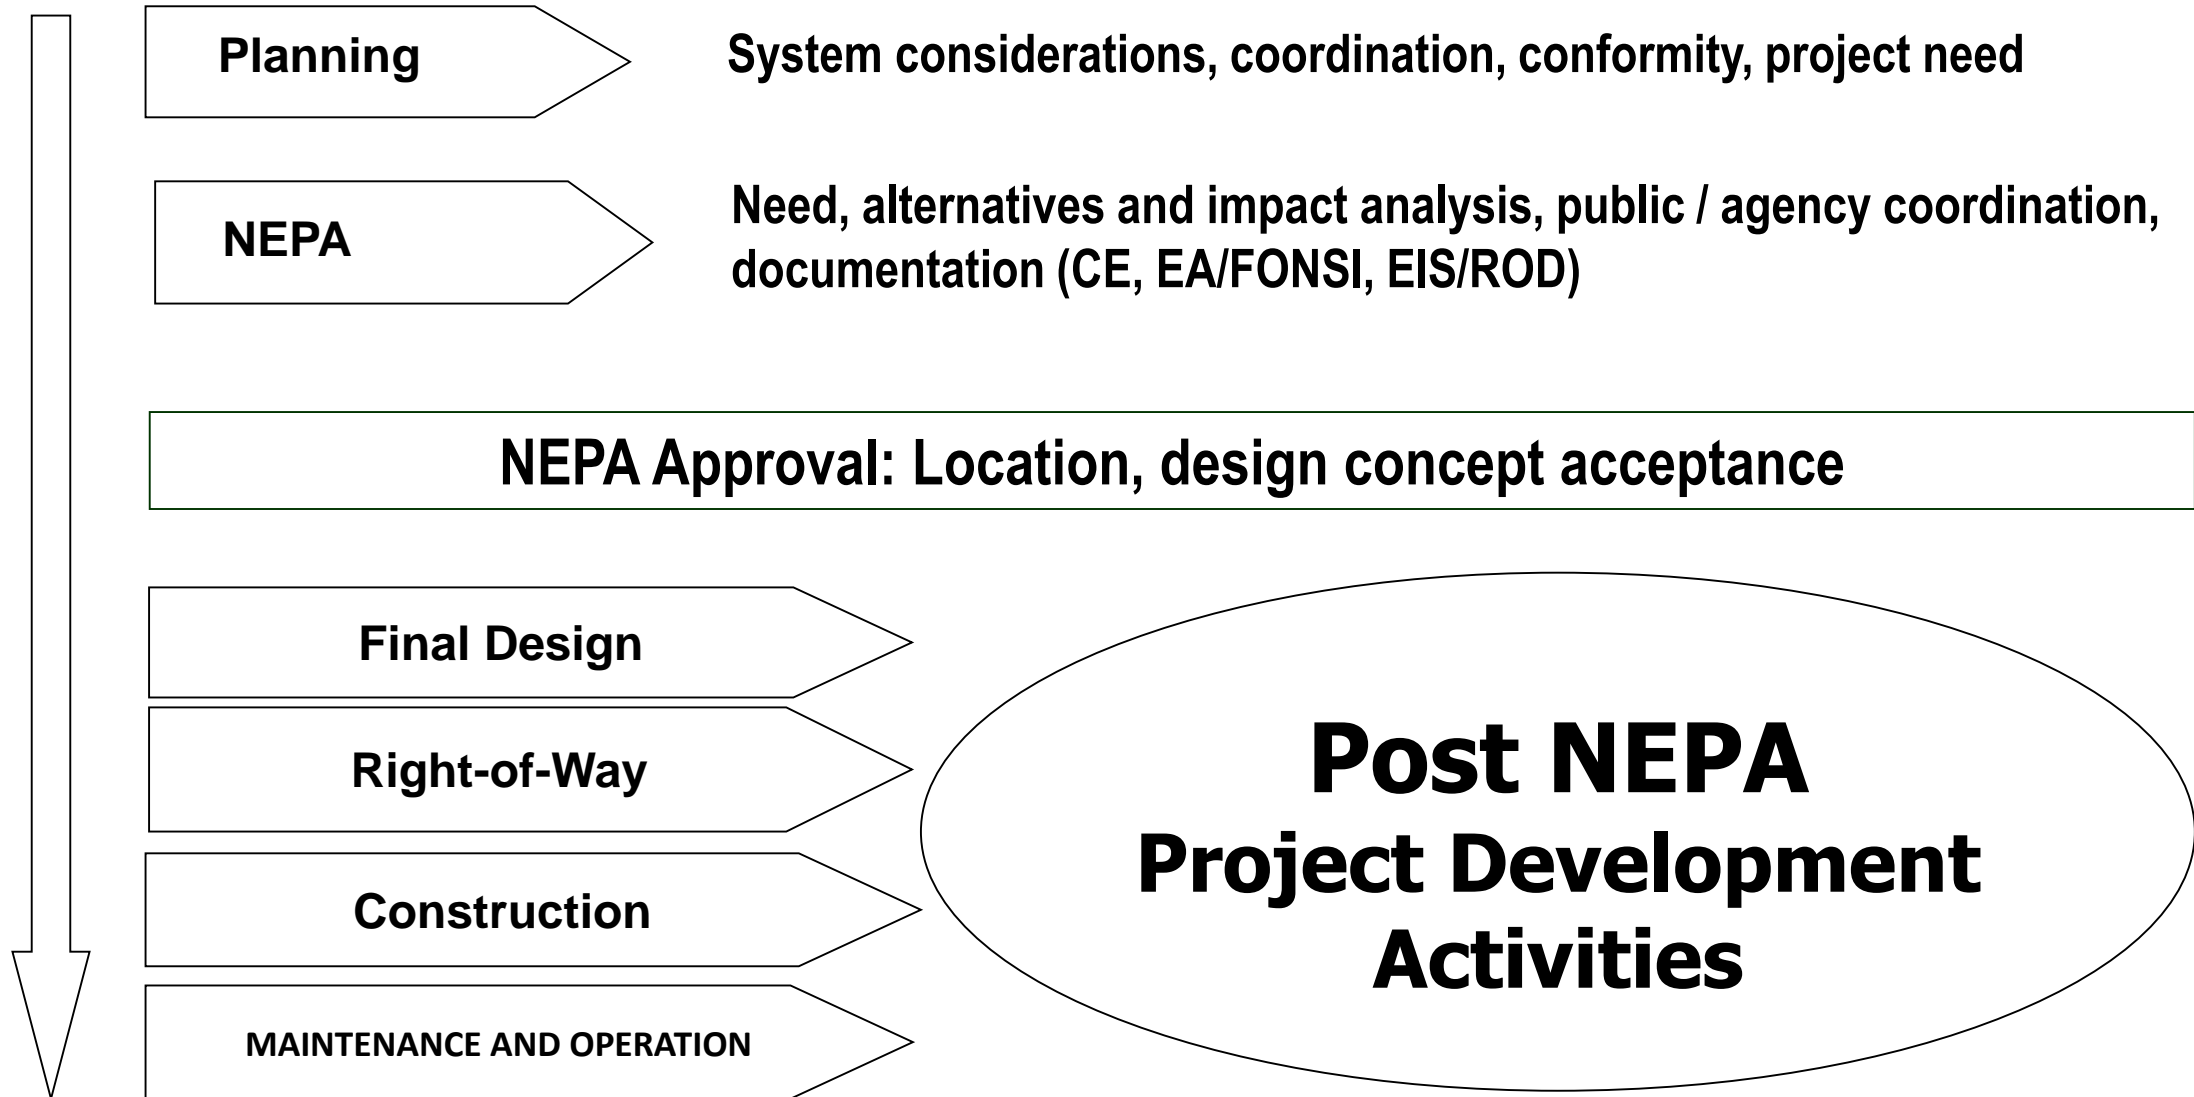 Planning
System considerations, coordination, conformity, project need
NEPA
Need, alternatives and impact analysis, public / agency coordination,
documentation (CE, EA/FONSI, EIS/ROD)
NEPA Approval: Location, design concept acceptance
Final Design
Right-of-Way
Construction
MAINTENANCE AND OPERATION
Post NEPA
Project Development
Activities